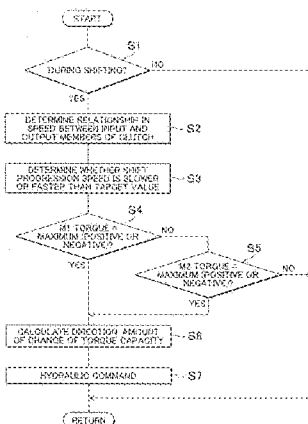 START
S1
DURING SHIFTING?
NO
YES
DETERMINE RELATIONSHIP IN
SPEED BETWEEN INPUT AND
OUTPUT MEMBERS OF CLUTCH
S2
DETERMINE WHETHER SHIFT
PROGRESSION SPEED IS SLOWER
OR FASTER THAN TARGET VALUE
S3
S4
M1 TORQUE =
MAXIMUM (POSITIVE OR
NEGATIVE)?
NO
YES
S5
M2 TORQUE =
MAXIMUM (POSITIVE OR
NEGATIVE)?
NO
YES
CALCULATE DIRECTION, AMOUNT
OF CHANGE OF TORQUE CAPACITY
S6
HYDRAULIC COMMAND
S7
RETURN